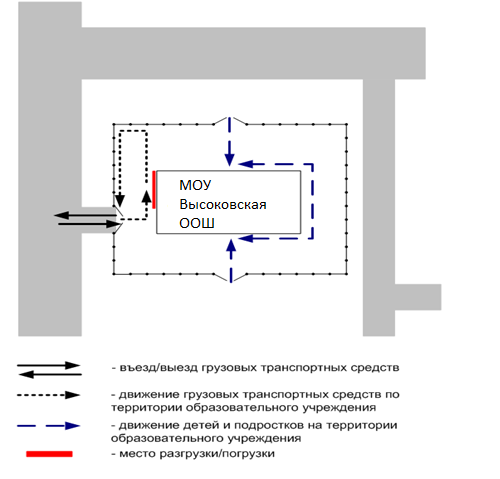 МОУ
Высоковская
ООШ
- въезд/выезд грузовых транспортных средств
- движение грузовых транспортных средств по
территории образовательного учреждения
- движение детей и подростков на территории
образовательного учреждения
- место разгрузки/погрузки